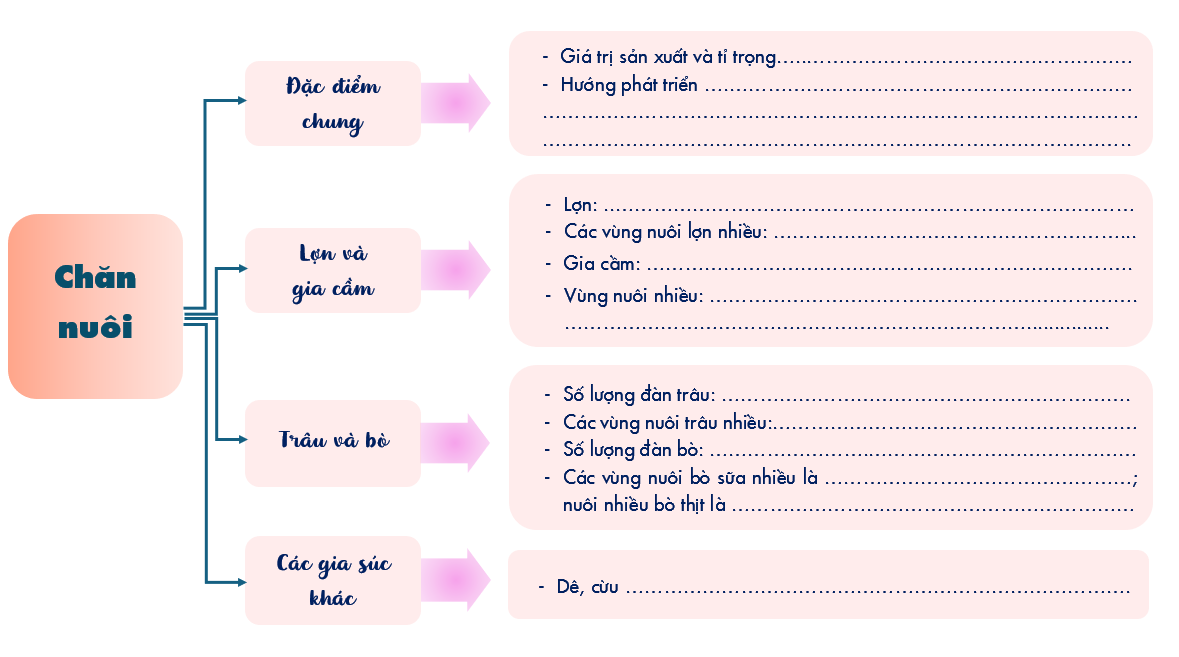 Chăn
nuôi
Đặc điểm
chung
- Giá trị sản xuất và tỉ trọng……………………………………………
- Hướng phát triển …………………………………………………………
…………………………………………………………………………………
…………………………………………………………………………………
Lợn và
gia cầm
- Lợn: ………………………………………………………………………
- Các vùng nuôi lợn nhiều: ………………………………………………...
- Gia cầm: …………………………………………………………………
- Vùng nuôi nhiều: …………………………………………………………
…………………………………………………………………………
Trâu và bò
- Số lượng đàn trâu: ………………………………………………………
- Các vùng nuôi trâu nhiều:…………………………………………………
- Số lượng đàn bò: …………………………………………………………
- Các vùng nuôi bò sữa nhiều là …………………………………………;
nuôi nhiều bò thịt là ………………………………………………………
Các gia súc
khác
- Dê, cừu ……………………………………………………………………